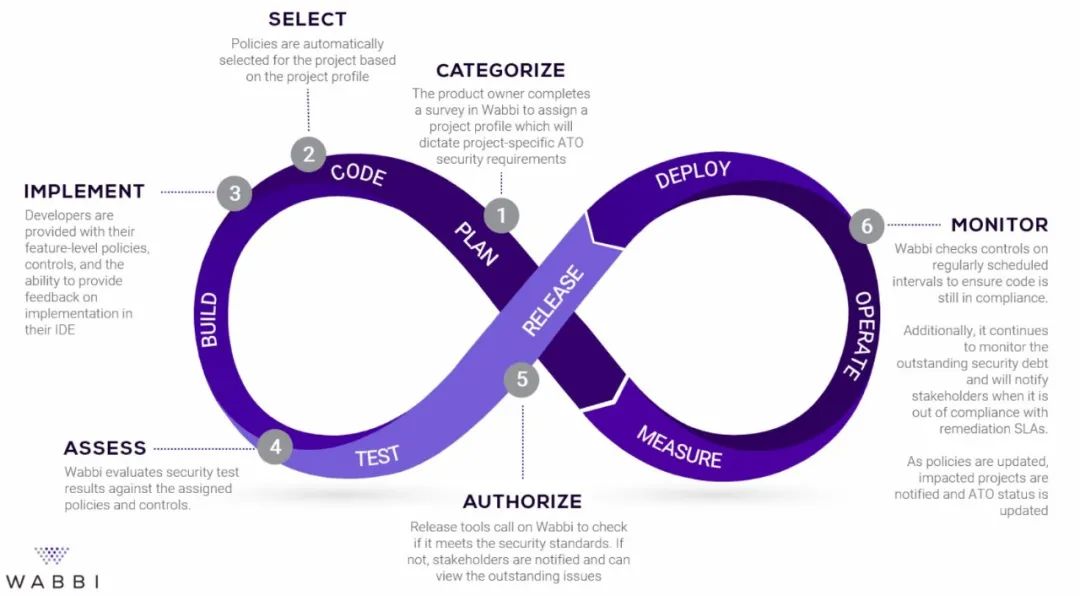 SELECT
Policies are automatically
selected for the project based
on the project profile
CATEGORIZE
The product owner completes
a survey in Wabbi to assign a
project profile which will
dictate project-specific ATO
security requirements
2
CODE
DEPLOY
IMPLEMENT
3
Developers are
provided with their
feature-level policies,
controls, and the
ability to provide
feedback on
implementation in
their IDE
1
PLAN
6
MONITOR
Wabbi checks controls on
regularly scheduled
intervals to ensure code is
still in compliance.
Additionally, it continues
to monitor the
outstanding security debt
and will notify
stakeholders when it is
out of compliance with
remediation SLAs.
As policies are updated,
impacted projects are
notified and ATO status is
updated
BUILD
RELEASE
OPERATE
5
ASSESS
4
Wabbi evaluates security test
results against the assigned
policies and controls.
TEST
MEASURE
AUTHORIZE
Release tools call on Wabbi to check
if it meets the security standards. If
not, stakeholders are notified and can
view the outstanding issues
WABBI